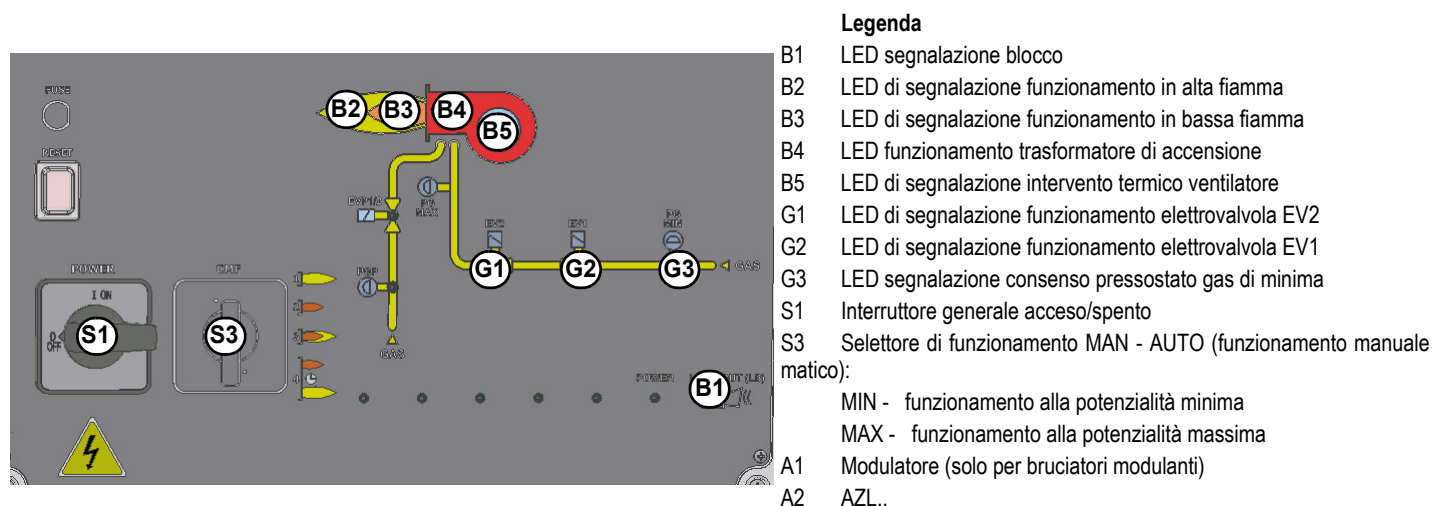 FUSE
RESET
B2
B3
B4
B5
EVP1/2
PG
MAX
EV2
EV1
PG
MIN
G1
G2
G3
GAS
PGP
GAS
POWER
I ON
0
OFF
S1
CMF
S3
1
2
3
4
POWER
B1
UT (LB)
Legenda
B1 LED segnalazione blocco
B2 LED di segnalazione funzionamento in alta fiamma
B3 LED di segnalazione funzionamento in bassa fiamma
B4 LED funzionamento trasformatore di accensione
B5 LED di segnalazione intervento termico ventilatore
G1 LED di segnalazione funzionamento elettrovalvola EV2
G2 LED di segnalazione funzionamento elettrovalvola EV1
G3 LED segnalazione consenso pressostato gas di minima
S1 Interruttore generale acceso/spento
S3 Selettore di funzionamento MAN - AUTO (funzionamento manuale
matico):
MIN - funzionamento alla potenzialità minima
MAX - funzionamento alla potenzialità massima
A1 Modulatore (solo per bruciatori modulanti)
A2 AZL..